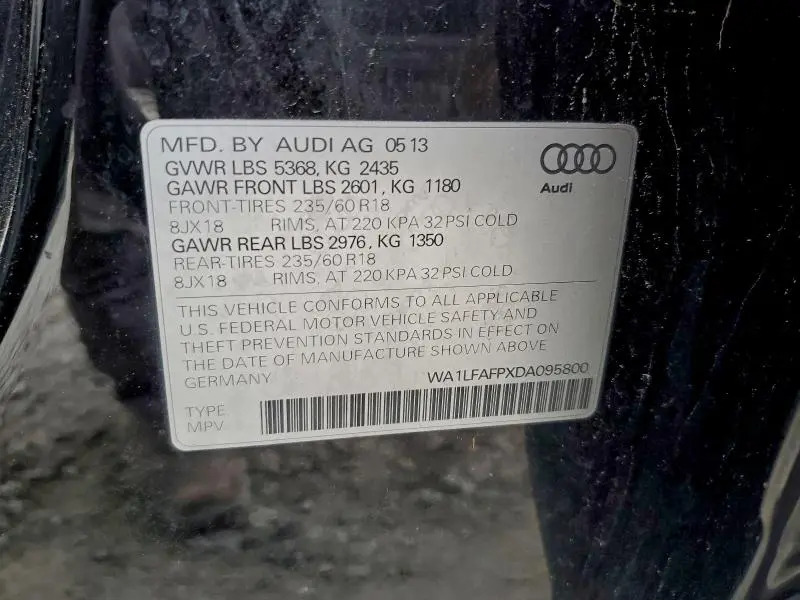 MFD. BY AUDI AG 05 13
GVWR LBS 5368, KG 2435
GAWR FRONT LBS 2601, KG 1180
FRONT-TIRES 235/60 R18
8JX18 RIMS, AT 220 KPA 32 PSI COLD
GAWR REAR LBS 2976, KG 1350
REAR-TIRES 235/60 R18
8JX18 RIMS, AT 220 KPA 32 PSI COLD
Audi
THIS VEHICLE CONFORMS TO ALL APPLICABLE
U.S. FEDERAL MOTOR VEHICLE SAFETY AND
THEFT PREVENTION STANDARDS IN EFFECT ON
THE DATE OF MANUFACTURE SHOWN ABOVE
GERMANY WA1LFAFPXDA095800
TYPE
MPV